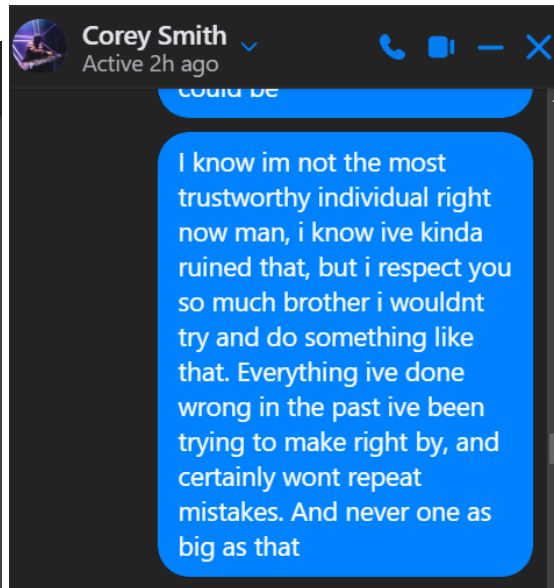 Corey Smith
Active 2h ago
could be
I know im not the most
trustworthy individual right
now man, i know ive kinda
ruined that, but i respect you
so much brother i wouldnt
try and do something like
that. Everything ive done
wrong in the past ive been
trying to make right by, and
certainly wont repeat
mistakes. And never one as
big as that